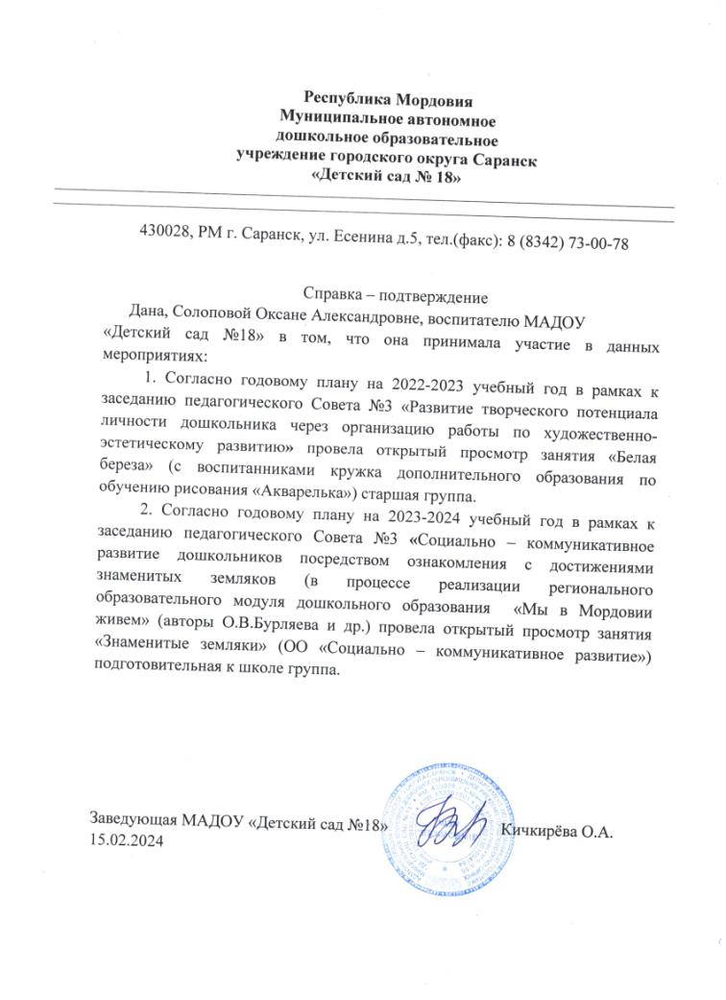 Республика Мордовия
Муниципальное автономное
дошкольное образовательное
учреждение городского округа Саранск
«Детский сад № 18»
430028, РМ г. Саранск, ул. Есенина д.5, тел.(факс): 8 (8342) 73-00-78
Справка – подтверждение
Дана, Солоповой Оксане Александровне, воспитателю МАДОУ
«Детский сад №18» в том, что она принимала участие в данных
мероприятиях:
1. Согласно годовому плану на 2022-2023 учебный год в рамках к
заседанию педагогического Совета №3 «Развитие творческого потенциала
личности дошкольника через организацию работы по художественно-
эстетическому развитию» провела открытый просмотр занятия «Белая
береза» (с воспитанниками кружка дополнительного образования по
обучению рисования «Акварелька») старшая группа.
2. Согласно годовому плану на 2023-2024 учебный год в рамках к
заседанию педагогического Совета №3 «Социально – коммуникативное
развитие дошкольников посредством ознакомления с достижениями
знаменитых земляков (в процессе реализации регионального
образовательного модуля дошкольного образования «Мы в Мордовии
живем» (авторы О.В.Бурляева и др.) провела открытый просмотр занятия
«Знаменитые земляки» (ОО «Социально – коммуникативное развитие»)
подготовительная к школе группа.
Заведующая МАДОУ «Детский сад №18» Кичкирёва О.А.
15.02.2024